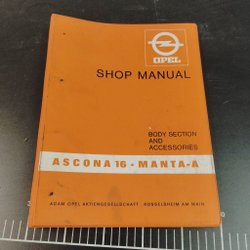 OPEL
SHOP MANUAL
BODY SECTION
AND
ACCESSORIES
ASCONA 16 - MANTA-A
ADAM OPEL AKTIENGESELLSCHAFT · RÜSSELSHEIM AM MAIN